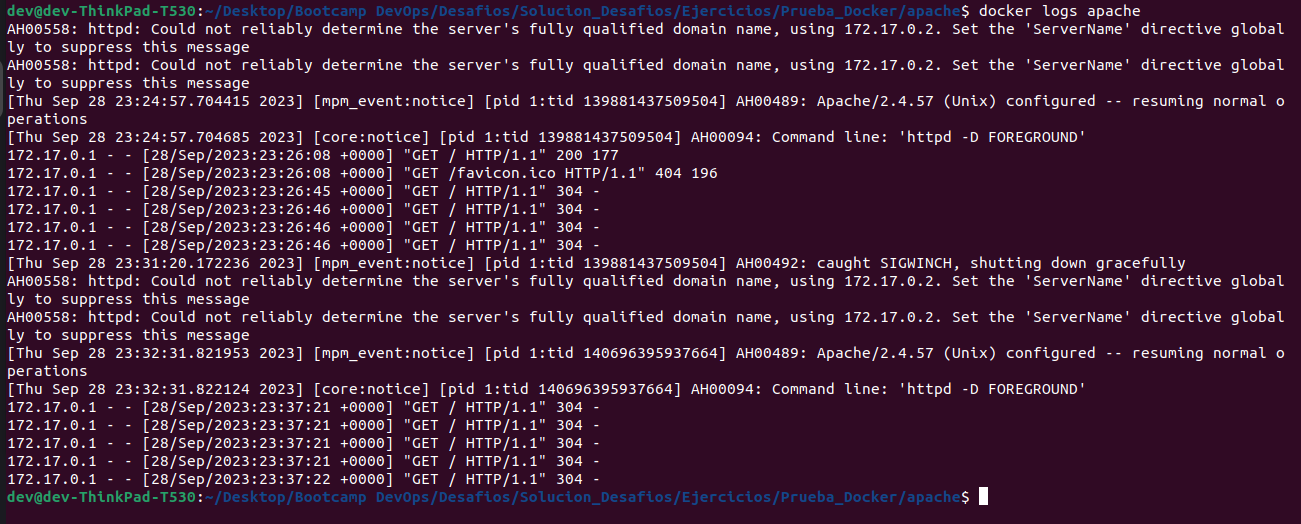 dev@dev-ThinkPad-T530:~/Desktop/Bootcamp DevOps/Desafios/Solucion_Desafios/Ejercicios/Prueba_Docker/apache$ docker logs apache
AH00558: httpd: Could not reliably determine the server's fully qualified domain name, using 172.17.0.2. Set the 'ServerName' directive global
ly to suppress this message
AH00558: httpd: Could not reliably determine the server's fully qualified domain name, using 172.17.0.2. Set the 'ServerName' directive global
ly to suppress this message
[Thu Sep 28 23:24:57.704415 2023] [mpm_event:notice] [pid 1:tid 139881437509504] AH00489: Apache/2.4.57 (Unix) configured -- resuming normal o
perations
[Thu Sep 28 23:24:57.704685 2023] [core:notice] [pid 1:tid 139881437509504] AH00094: Command line: 'httpd -D FOREGROUND'
172.17.0.1 - - [28/Sep/2023:23:26:08 +0000] "GET / HTTP/1.1" 200 177
172.17.0.1 - - [28/Sep/2023:23:26:08 +0000] "GET /favicon.ico HTTP/1.1" 404 196
172.17.0.1 - - [28/Sep/2023:23:26:45 +0000] "GET / HTTP/1.1" 304 -
172.17.0.1 - - [28/Sep/2023:23:26:46 +0000] "GET / HTTP/1.1" 304 -
172.17.0.1 - - [28/Sep/2023:23:26:46 +0000] "GET / HTTP/1.1" 304 -
172.17.0.1 - - [28/Sep/2023:23:26:46 +0000] "GET / HTTP/1.1" 304 -
[Thu Sep 28 23:31:20.172236 2023] [mpm_event:notice] [pid 1:tid 139881437509504] AH00492: caught SIGWINCH, shutting down gracefully
AH00558: httpd: Could not reliably determine the server's fully qualified domain name, using 172.17.0.2. Set the 'ServerName' directive global
ly to suppress this message
AH00558: httpd: Could not reliably determine the server's fully qualified domain name, using 172.17.0.2. Set the 'ServerName' directive global
ly to suppress this message
[Thu Sep 28 23:32:31.821953 2023] [mpm_event:notice] [pid 1:tid 140696395937664] AH00489: Apache/2.4.57 (Unix) configured -- resuming normal o
perations
[Thu Sep 28 23:32:31.822124 2023] [core:notice] [pid 1:tid 140696395937664] AH00094: Command line: 'httpd -D FOREGROUND'
172.17.0.1 - - [28/Sep/2023:23:37:21 +0000] "GET / HTTP/1.1" 304 -
172.17.0.1 - - [28/Sep/2023:23:37:21 +0000] "GET / HTTP/1.1" 304 -
172.17.0.1 - - [28/Sep/2023:23:37:21 +0000] "GET / HTTP/1.1" 304 -
172.17.0.1 - - [28/Sep/2023:23:37:21 +0000] "GET / HTTP/1.1" 304 -
172.17.0.1 - - [28/Sep/2023:23:37:22 +0000] "GET / HTTP/1.1" 304 -
dev@dev-ThinkPad-T530:~/Desktop/Bootcamp DevOps/Desafios/Solucion_Desafios/Ejercicios/Prueba_Docker/apache$